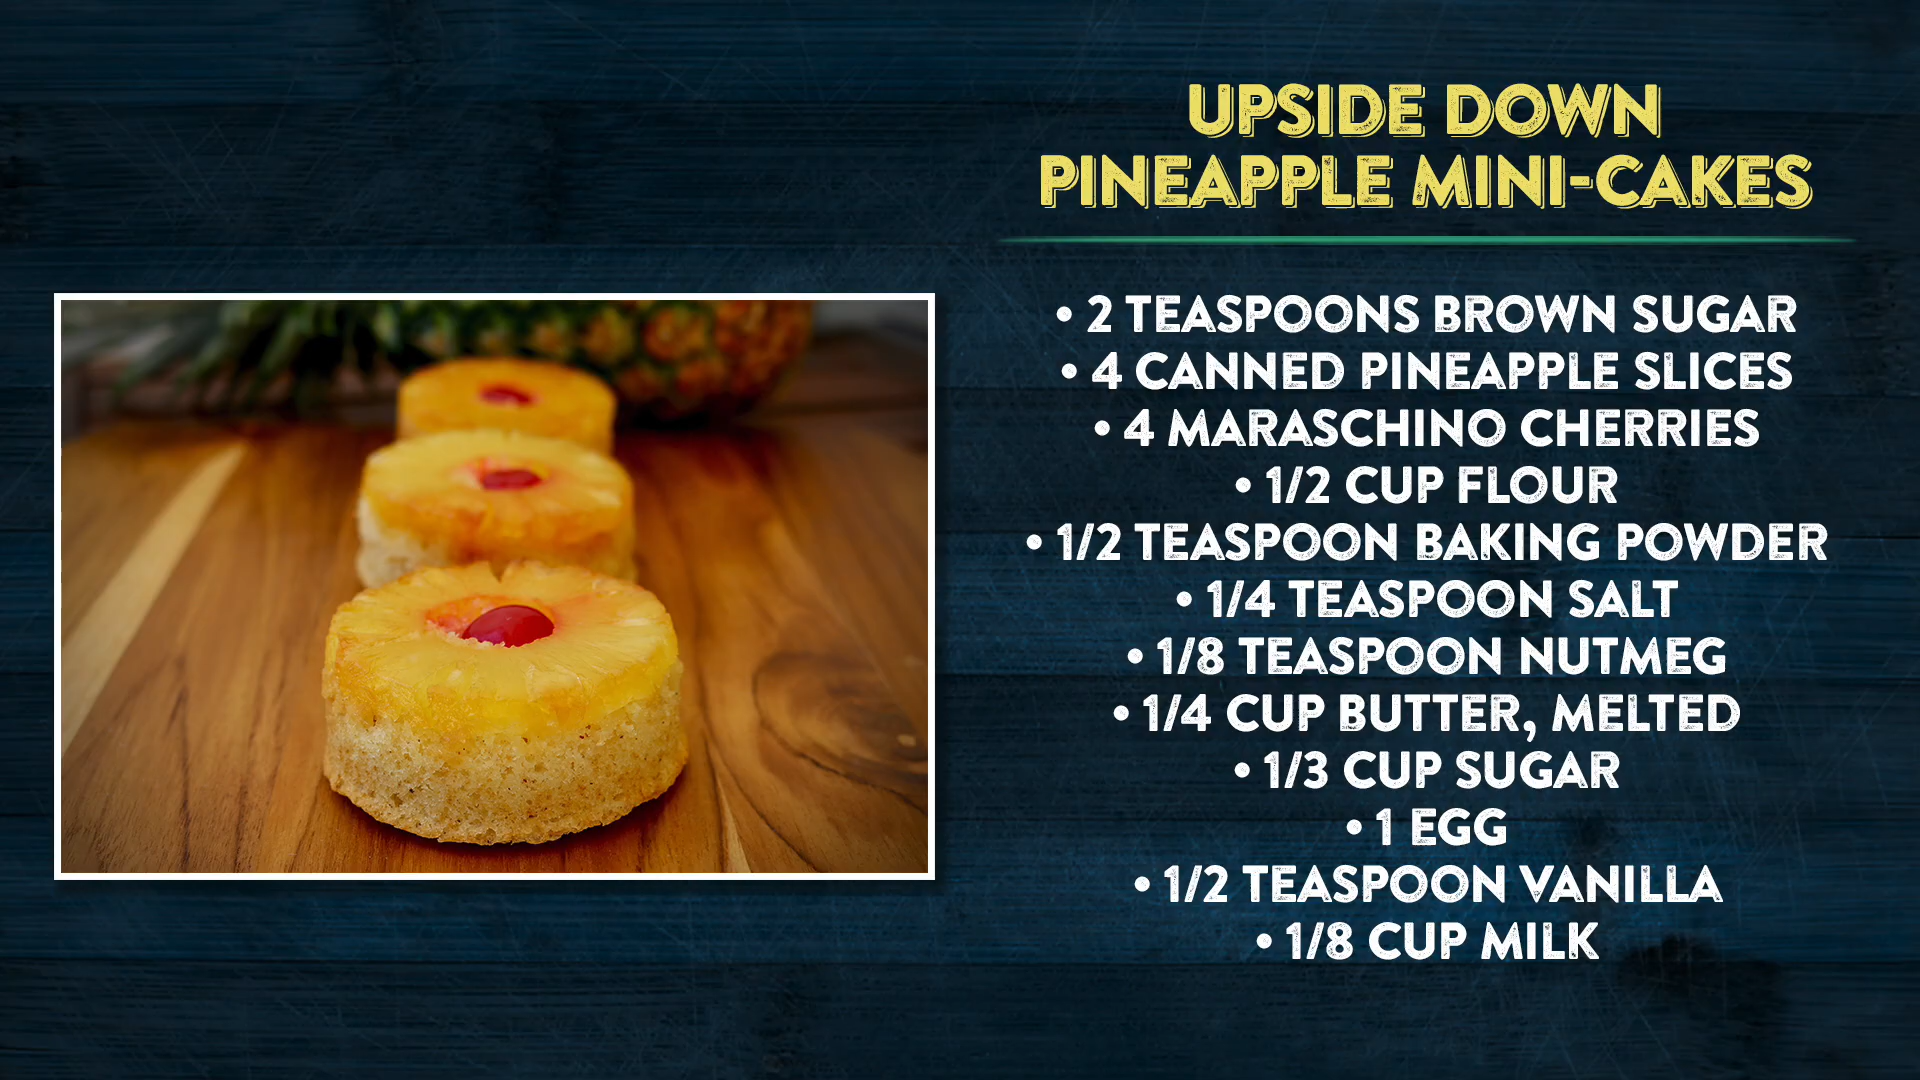 UPSIDE DOWN
PINEAPPLE MINI-CAKES
• 2 TEASPOONS BROWN SUGAR
• 4 CANNED PINEAPPLE SLICES
• 4 MARASCHINO CHERRIES
• 1/2 CUP FLOUR
• 1/2 TEASPOON BAKING POWDER
• 1/4 TEASPOON SALT
• 1/8 TEASPOON NUTMEG
• 1/4 CUP BUTTER, MELTED
• 1/3 CUP SUGAR
• 1 EGG
• 1/2 TEASPOON VANILLA
• 1/8 CUP MILK